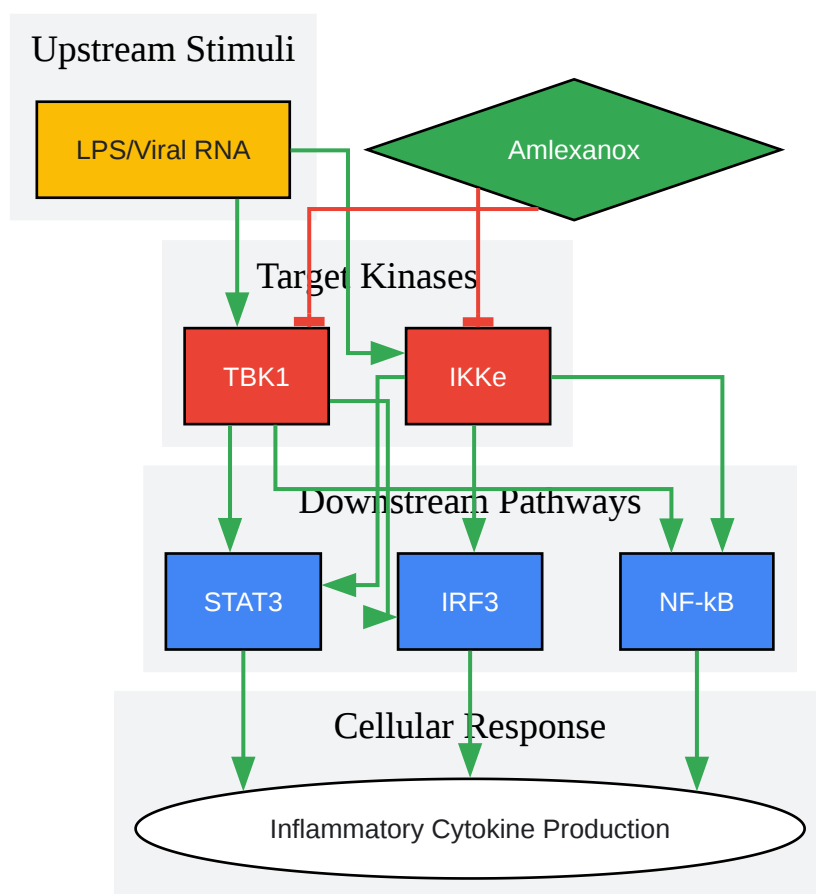 Upstream Stimuli
LPS/Viral RNA
Amlexanox
Target Kinases
TBK1
IKKe
Downstream Pathways
STAT3
IRF3
NF-kB
Cellular Response
Inflammatory Cytokine Production